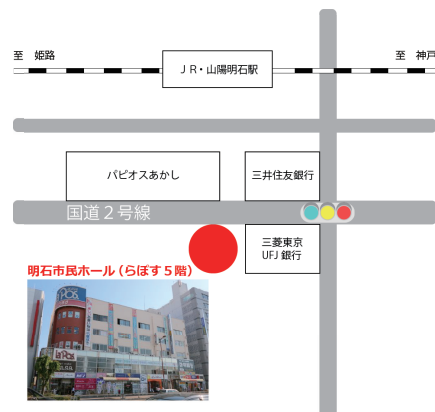 至　姫路
ＪＲ・山陽明石駅
至　神戸
パピオスあかし
三井住友銀行
国道２号線
三菱東京
UFJ 銀行
明石市民ホール（らぽす５階）
LaPos